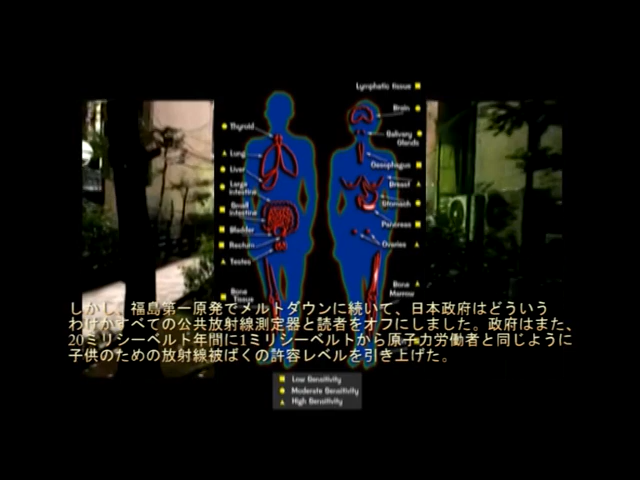 Lymphatic tissue
Brain
Thyroid
Salivary
Glands
Lung
Oesophagus
Liver
Breast
Large
intestine
Stomach
Small
intestine
Pancreas
Bladder
Rectum
Ovaries
Testes
Bone
Tissue
Bone
Marrow
しかし、福島第一原発でメルトダウンに続いて、日本政府はどういう
わけかすべての公共放射線測定器と読者をオフにしました。政府はまた、
20ミリシーベルト年間に1ミリシーベルトから原子力労働者と同じように
子供のための放射線被ばくの許容レベルを引き上げた。
Low Sensitivity
Moderate Sensitivity
High Sensitivity